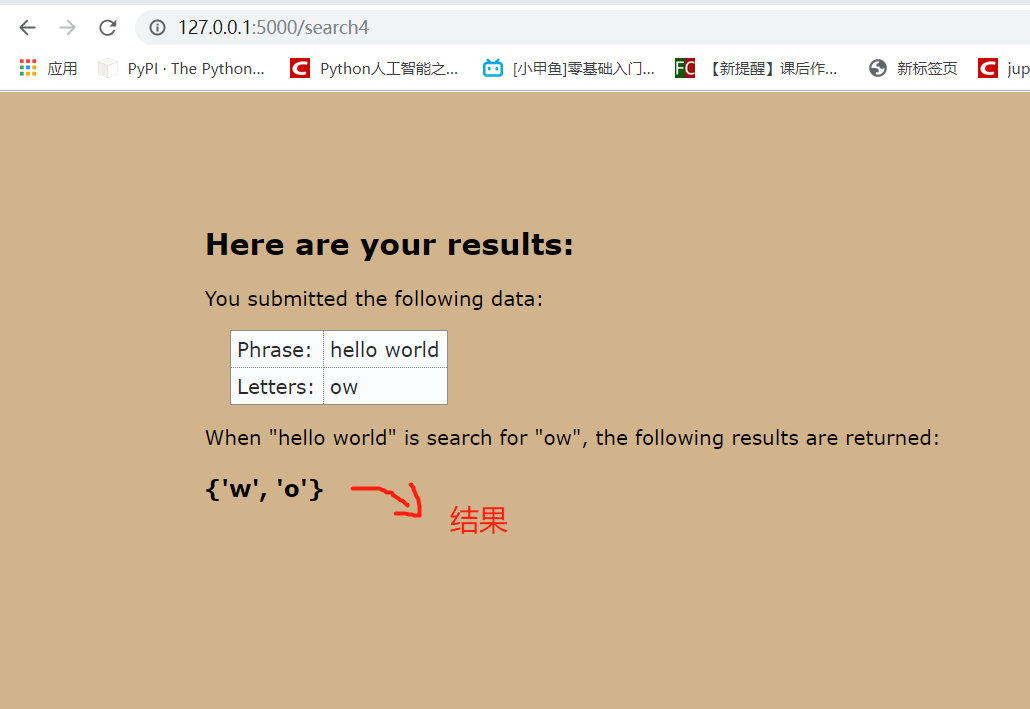 127.0.0.1:5000/search4
应用 PyPI · The Python... C Python人工智能之... [小甲鱼]零基础入门... FC 【新提醒】课后作... 新标签页 C jup
Here are your results:
You submitted the following data:
Phrase: hello world
Letters: ow
When "hello world" is search for "ow", the following results are returned:
{'w', 'o'}
结果